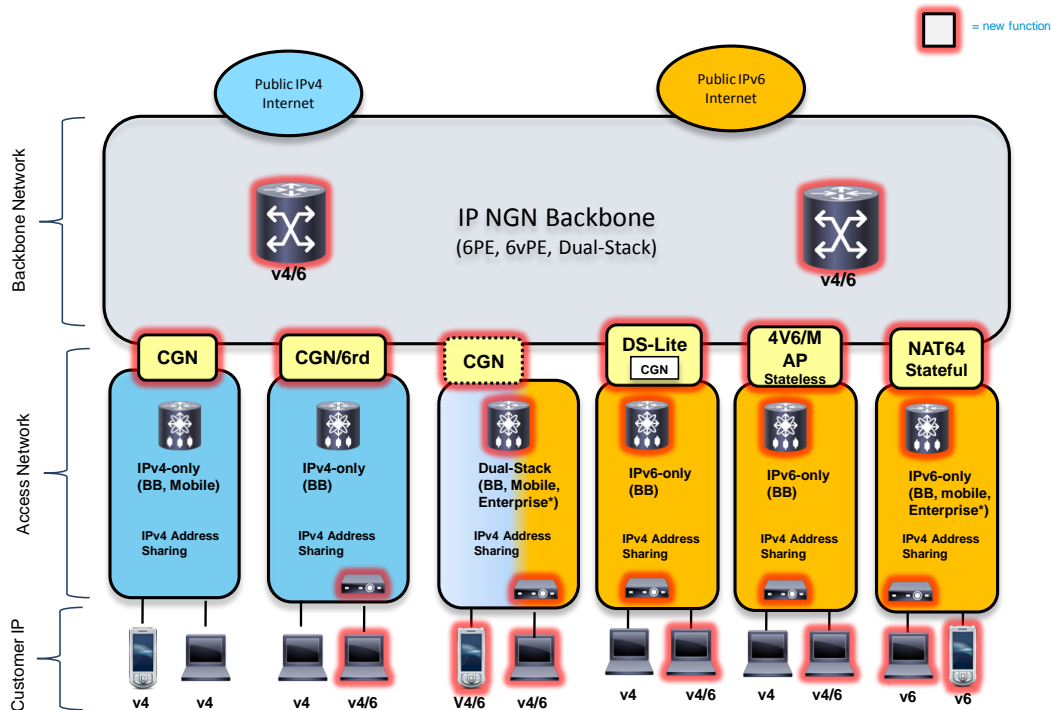 = new function
Public IPv4
Internet
Public IPv6
Internet
Backbone Network
IP NGN Backbone
(6PE, 6vPE, Dual-Stack)
v4/6
v4/6
CGN
CGN/6rd
CGN
DS-Lite
CGN
4V6/M
AP
Stateless
NAT64
Stateful
Access Network
IPv4-only
(BB, Mobile)
IPv4 Address
Sharing
IPv4-only
(BB)
IPv4 Address
Sharing
Dual-Stack
(BB, Mobile,
Enterprise*)
IPv4 Address
Sharing
IPv6-only
(BB)
IPv4 Address
Sharing
IPv6-only
(BB)
IPv4 Address
Sharing
IPv6-only
(BB, mobile,
Enterprise*)
IPv4 Address
Sharing
Customer IP
v4
v4
v4
v4/6
V4/6
v4/6
v4
v4/6
v4
v4/6
v6
v6